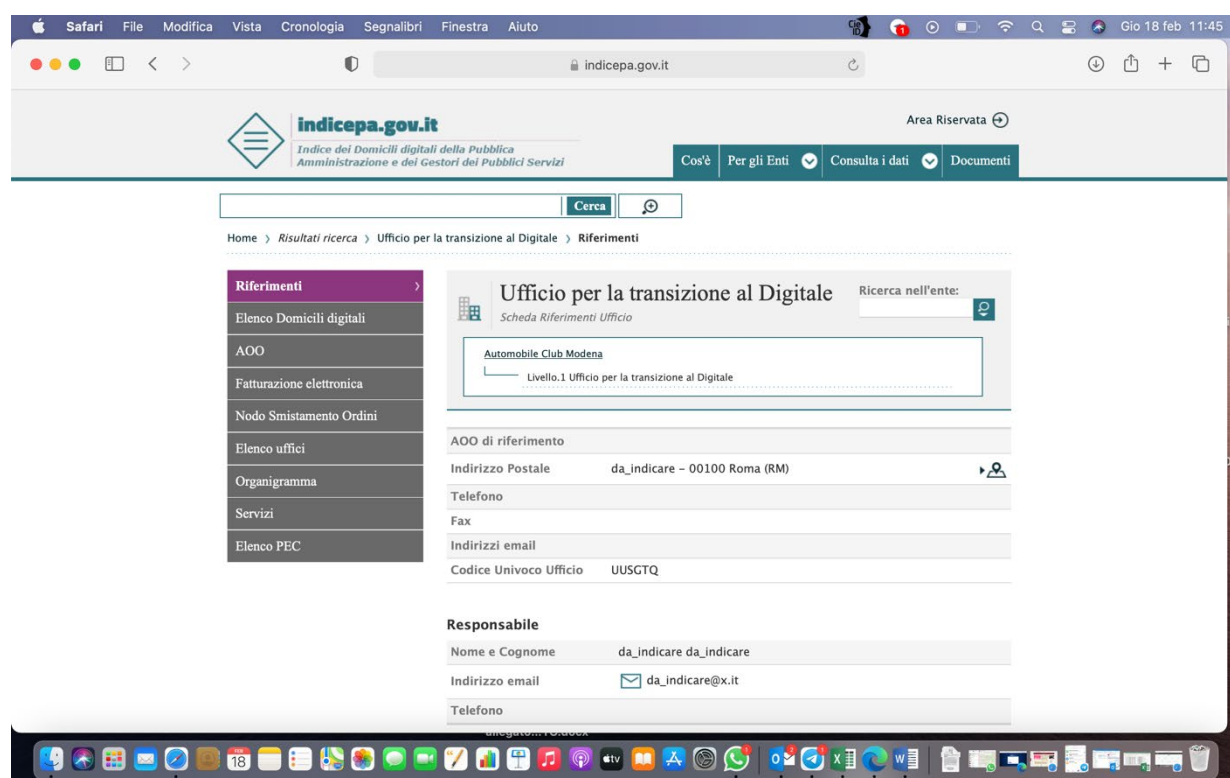 Safari File Modifica Vista Cronologia Segnalibri Finestra Aiuto Gio 18 feb 11:45
indicepa.gov.it
indicepa.gov.it
Indice dei Domicili digitali della Pubblica
Amministrazione e dei Gestori dei Pubblici Servizi
Area Riservata
Cos'è Per gli Enti Consulta i dati Documenti
Cerca
Home > Risultati ricerca > Ufficio per la transizione al Digitale > Riferimenti
Riferimenti
Elenco Domicili digitali
AOO
Fatturazione elettronica
Nodo Smistamento Ordini
Elenco uffici
Organigramma
Servizi
Elenco PEC
Ufficio per la transizione al Digitale
Scheda Riferimenti Ufficio
Ricerca nell'ente:
Automobile Club Modena
Livello.1 Ufficio per la transizione al Digitale
AOO di riferimento
Indirizzo Postale da_indicare – 00100 Roma (RM)
Telefono
Fax
Indirizzi email
Codice Univoco Ufficio UUSGTQ
Responsabile
Nome e Cognome da_indicare da_indicare
Indirizzo email da_indicare@x.it
Telefono
FEB
18
tv